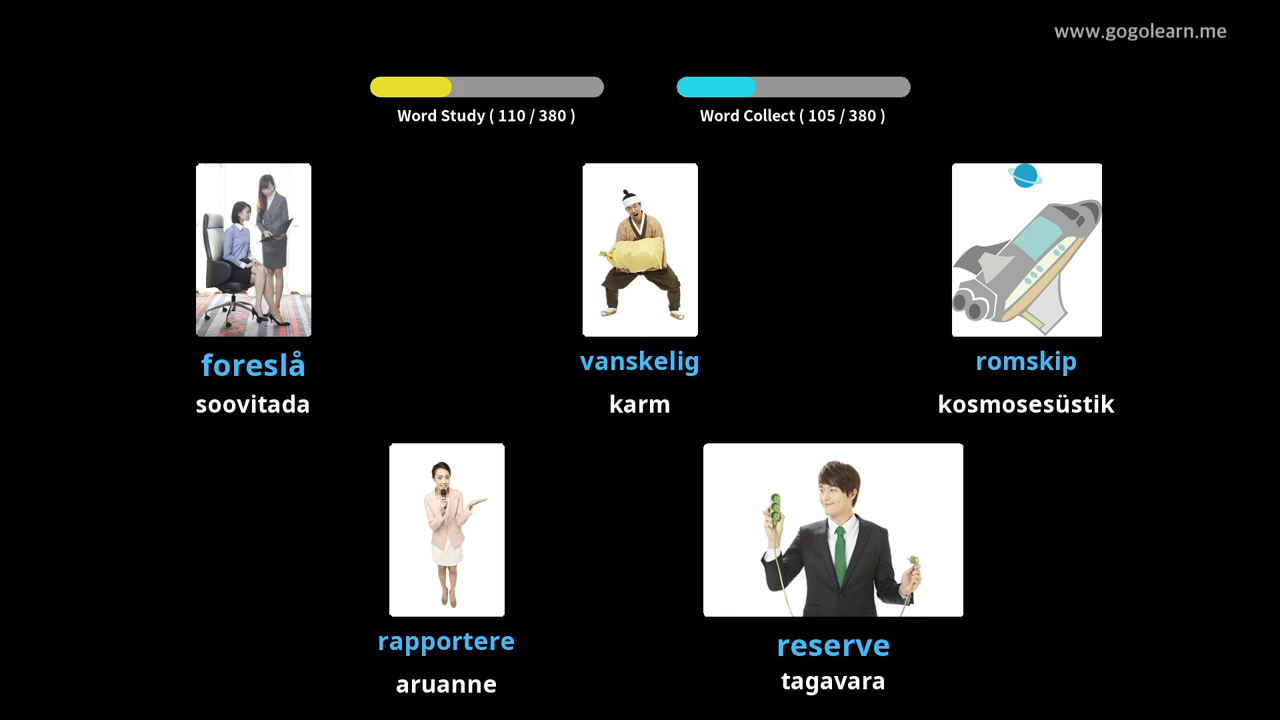 www.gogolearn.me
Word Study ( 110 / 380 )
Word Collect ( 105 / 380 )
foreslå
soovitada
vanskelig
karm
romskip
kosmosesüstik
rapportere
aruanne
reserve
tagavara